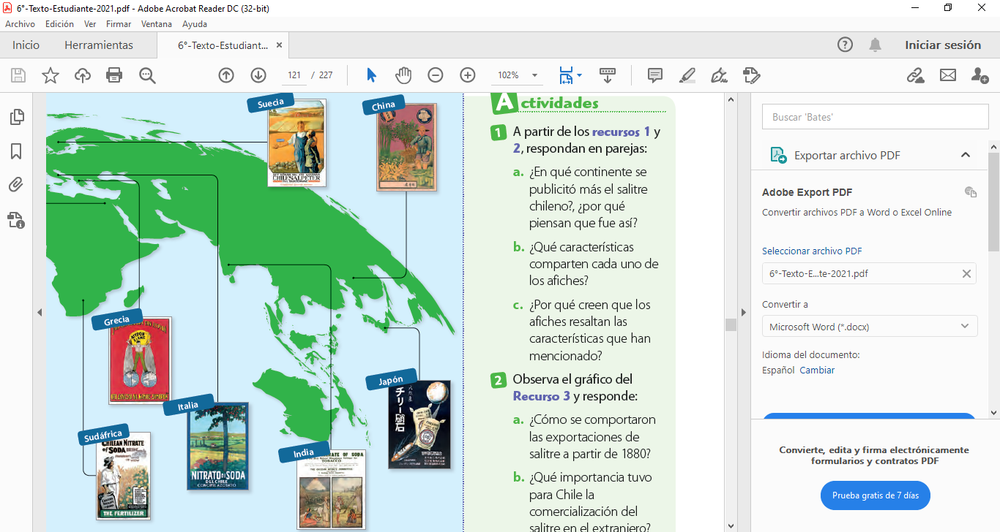 6°-Texto-Estudiante-2021.pdf - Adobe Acrobat Reader DC (32-bit)
Archivo Edición Ver Firmar Ventana Ayuda
Inicio Herramientas 6°-Texto-Estudiant... × Iniciar sesión
121 / 227 102%
Suecia
CHILESALPETER
China
Grecia
Italia
NITRATO DI SODA
DEL CHILE
CONCIME AZOTATO
Sudáfrica
CHILEAN NITRATE
of SODA
THE FERTILIZER
India
NITRATE OF SODA
TOBACCO
Japón
チリー硝石
Actividades
1 A partir de los recursos 1 y
2, respondan en parejas:
a. ¿En qué continente se
publicitó más el salitre
chileno?, ¿por qué
piensan que fue así?
b. ¿Qué características
comparten cada uno de
los afiches?
c. ¿Por qué creen que los
afiches resaltan las
características que han
mencionado?
2 Observa el gráfico del
Recurso 3 y responde:
a. ¿Cómo se comportaron
las exportaciones de
salitre a partir de 1880?
b. ¿Qué importancia tuvo
para Chile la
comercialización del
salitre en el extranjero?
Buscar 'Bates'
Exportar archivo PDF
Adobe Export PDF
Convertir archivos PDF a Word o Excel Online
Seleccionar archivo PDF
6°-Texto-E...te-2021.pdf
Convertir a
Microsoft Word (*.docx)
Idioma del documento:
Español Cambiar
Convierte, edita y firma electrónicamente
formularios y contratos PDF
Prueba gratis de 7 días